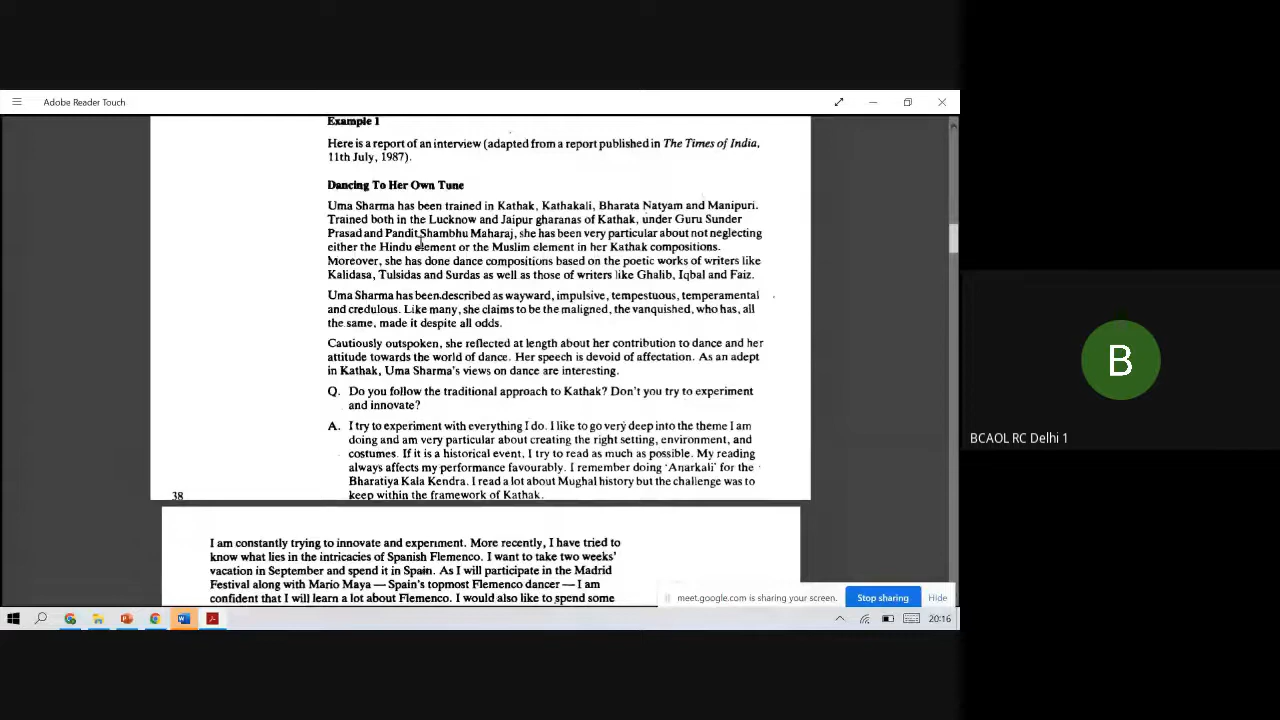 Adobe Reader Touch
Example 1
Here is a report of an interview (adapted from a report published in The Times of India,
11th July, 1987).
Dancing To Her Own Tune
Uma Sharma has been trained in Kathak, Kathakali, Bharata Natyam and Manipuri.
Trained both in the Lucknow and Jaipur gharanas of Kathak, under Guru Sunder
Prasad and Pandit Shambhu Maharaj, she has been very particular about not neglecting
either the Hindu element or the Muslim element in her Kathak compositions.
Moreover, she has done dance compositions based on the poetic works of writers like
Kalidasa, Tulsidas and Surdas as well as those of writers like Ghalib, Iqbal and Faiz.
Uma Sharma has been described as wayward, impulsive, tempestuous, temperamental
and credulous. Like many, she claims to be the maligned, the vanquished, who has, all
the same, made it despite all odds.
Cautiously outspoken, she reflected at length about her contribution to dance and her
attitude towards the world of dance. Her speech is devoid of affectation. As an adept
in Kathak, Uma Sharma's views on dance are interesting.
Q. Do you follow the traditional approach to Kathak? Don't you try to experiment
and innovate?
A. I try to experiment with everything I do. I like to go very deep into the theme I am
doing and am very particular about creating the right setting, environment, and
costumes. If it is a historical event, I try to read as much as possible. My reading
always affects my performance favourably. I remember doing 'Anarkali' for the
Bharatiya Kala Kendra. I read a lot about Mughal history but the challenge was to
keep within the framework of Kathak.
38
I am constantly trying to innovate and experiment. More recently, I have tried to
know what lies in the intricacies of Spanish Flemenco. I want to take two weeks'
vacation in September and spend it in Spain. As I will participate in the Madrid
Festival along with Mario Maya — Spain's topmost Flemenco dancer — I am
confident that I will learn a lot about Flemenco. I would also like to spend some
meet.google.com is sharing your screen.
Stop sharing
Hide
20:16
B
BCAOL RC Delhi 1